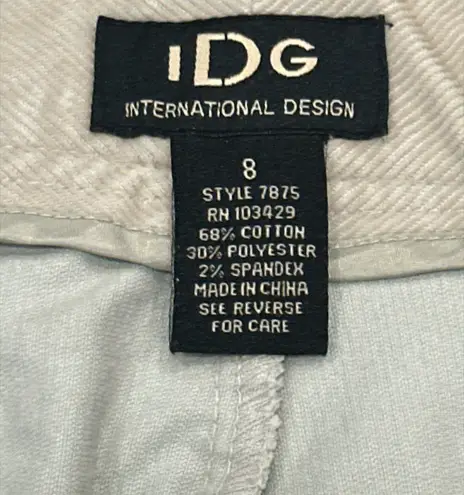 IDG
INTERNATIONAL DESIGN
8
STYLE 7875
RN 103429
68% COTTON
30% POLYESTER
2% SPANDEX
MADE IN CHINA
SEE REVERSE
FOR CARE